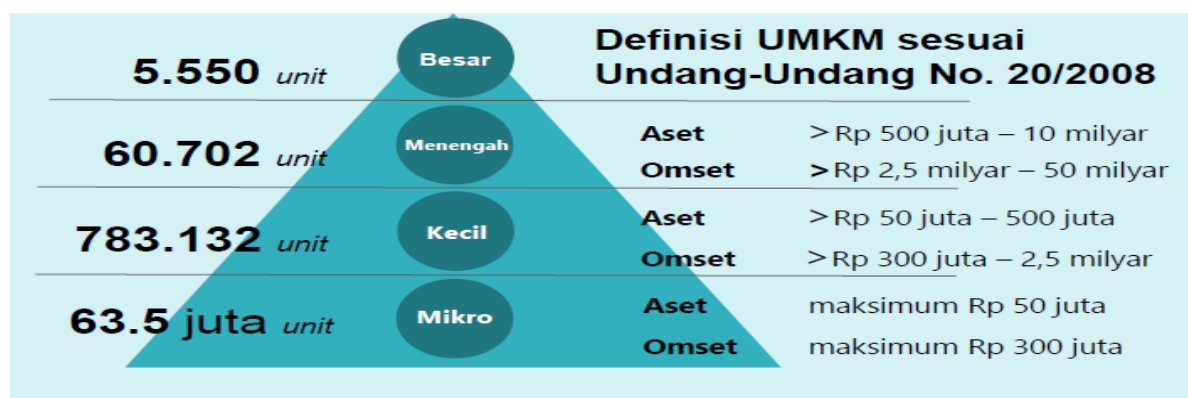 Definisi UMKM sesuai
Undang-Undang No. 20/2008
5.550 unit
Besar
60.702 unit
Menengah
Aset >Rp 500 juta – 10 milyar
Omset >Rp 2,5 milyar – 50 milyar
783.132 unit
Kecil
Aset >Rp 50 juta – 500 juta
Omset >Rp 300 juta – 2,5 milyar
63.5 juta unit
Mikro
Aset maksimum Rp 50 juta
Omset maksimum Rp 300 juta